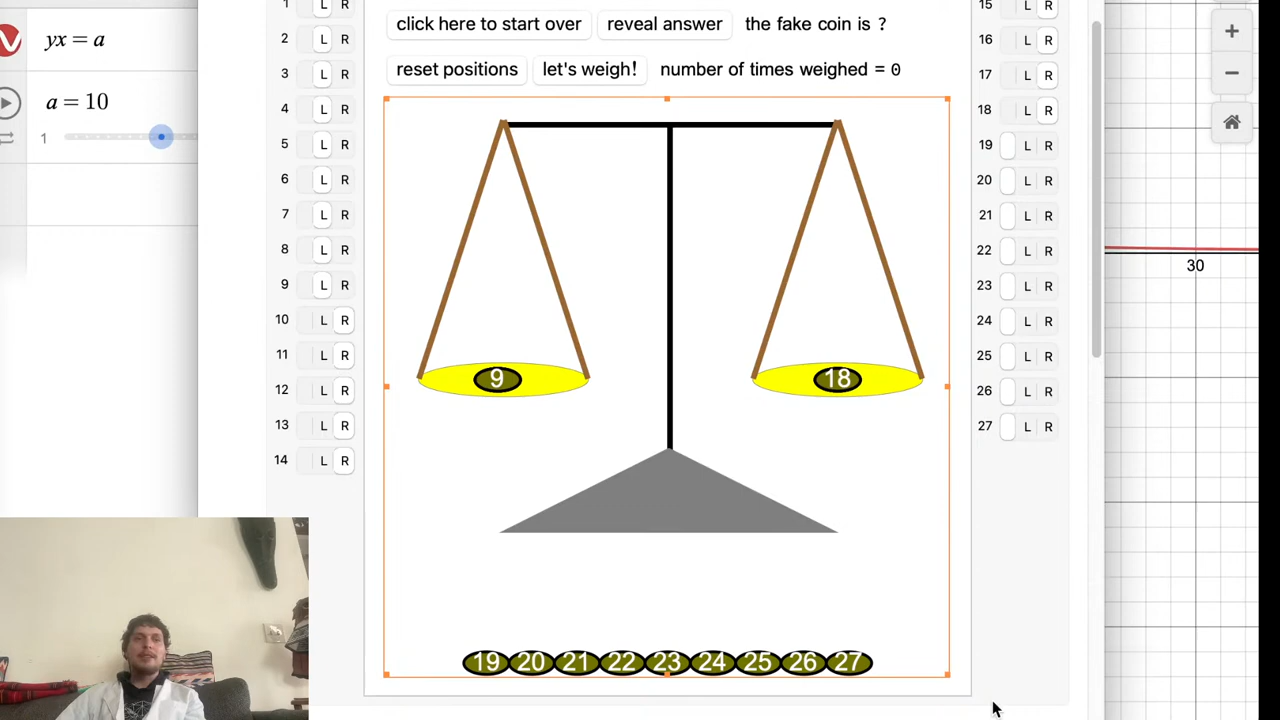 yx = a
a = 10
1
1 L R
2 L R
3 L R
4 L R
5 L R
6 L R
7 L R
8 L R
9 L R
10 L R
11 L R
12 L R
13 L R
14 L R
click here to start over reveal answer the fake coin is ?
reset positions let's weigh! number of times weighed = 0
9 18
19 20 21 22 23 24 25 26 27
15 L R
16 L R
17 L R
18 L R
19 L R
20 L R
21 L R
22 L R
23 L R
24 L R
25 L R
26 L R
27 L R
30